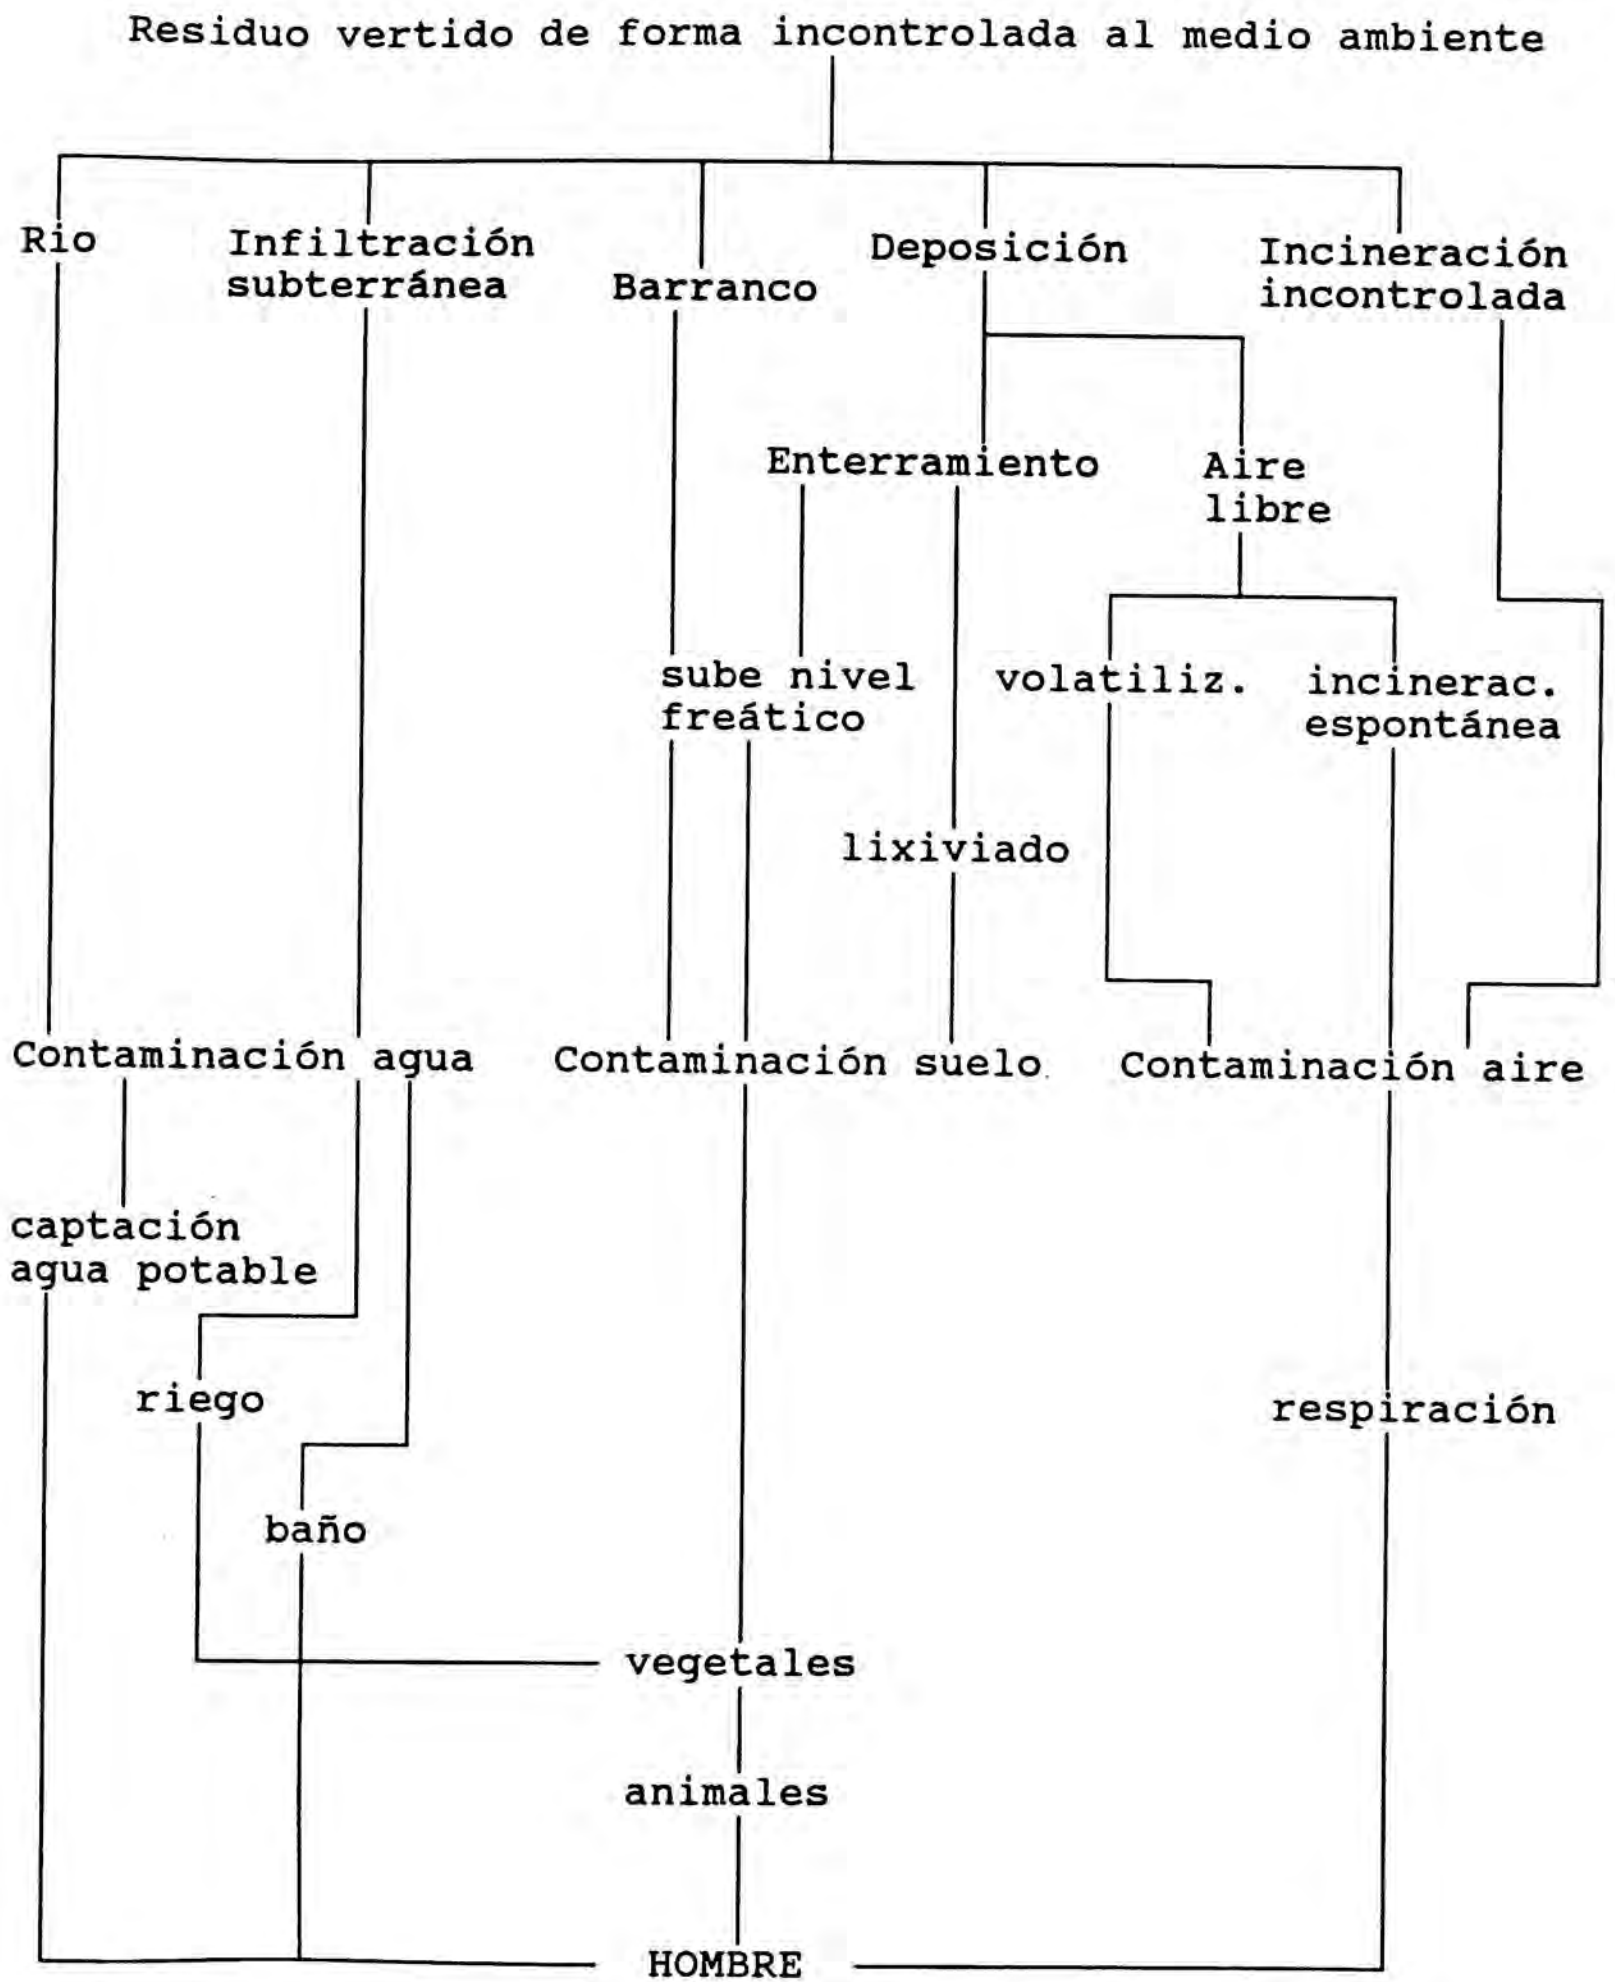 Residuo vertido de forma incontrolada al medio ambiente
Rio
Infiltración
subterránea
Barranco
Deposición
Incineración
incontrolada
Enterramiento
Aire
libre
sube nivel
freático
volatiliz.
incinerac.
espontánea
lixiviado
Contaminación agua
Contaminación suelo
Contaminación aire
captación
agua potable
riego
respiración
baño
vegetales
animales
HOMBRE